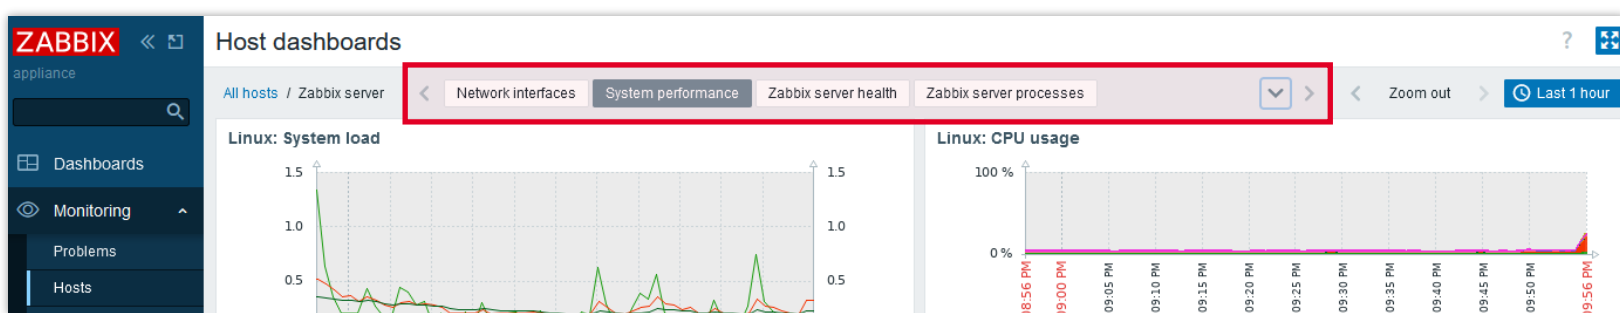 ZABBIX
appliance
Host dashboards
?
All hosts / Zabbix server
Network interfaces
System performance
Zabbix server health
Zabbix server processes
Zoom out
Last 1 hour
Dashboards
Monitoring
Problems
Hosts
Linux: System load
1.5
1.0
0.5
1.5
1.0
0.5
Linux: CPU usage
100 %
0 %
08:56 PM
09:00 PM
09:05 PM
09:10 PM
09:15 PM
09:20 PM
09:25 PM
09:30 PM
09:35 PM
09:40 PM
09:45 PM
09:50 PM
09:56 PM